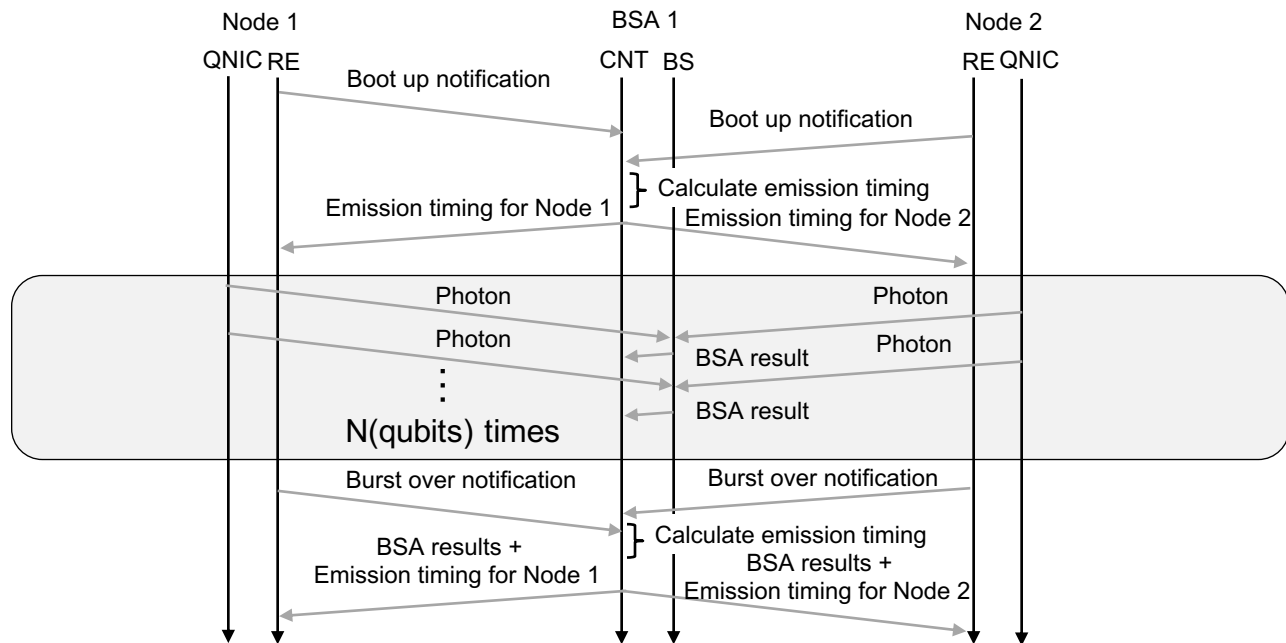 Node 1
BSA 1
Node 2
QNIC
RE
CNT
BS
RE
QNIC
Boot up notification
Boot up notification
Calculate emission timing
Emission timing for Node 1
Emission timing for Node 2
Photon
Photon
Photon
Photon
BSA result
BSA result
⋮
N(qubits) times
Burst over notification
Burst over notification
Calculate emission timing
BSA results +
Emission timing for Node 1
BSA results +
Emission timing for Node 2